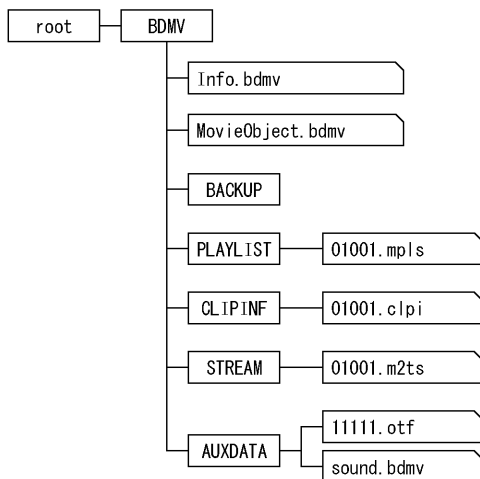 root
BDMV
Info.bdmv
MovieObject.bdmv
BACKUP
PLAYLIST
01001.mpls
CLIPINF
01001.clpi
STREAM
01001.m2ts
AUXDATA
11111.otf
sound.bdmv